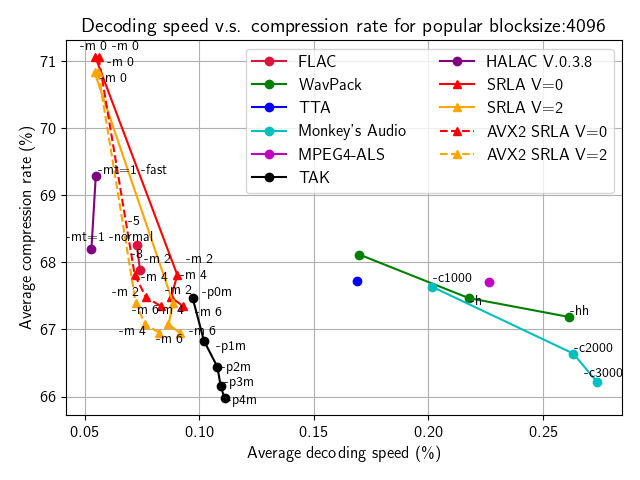 Decoding speed v.s. compression rate for popular blocksize:4096
Average compression rate (%)
71
70
69
68
67
66
0.05
0.10
0.15
0.20
0.25
Average decoding speed (%)
FLAC
WavPack
TTA
Monkey's Audio
MPEG4-ALS
TAK
HALAC V.0.3.8
SRLA V=0
SRLA V=2
AVX2 SRLA V=0
AVX2 SRLA V=2
-m 0
-m 0
-m 0
-m 0
-mt=1 -fast
-mt=1 -normal
-5
-8
-m 2
-m 2
-m 4
-m 4
-m 2
-m 2
-p0m
-m 6
-m 4
-m 6
-m 4
-m 6
-m 6
-p1m
-p2m
-p3m
-p4m
-c1000
-h
-hh
-c2000
-c3000